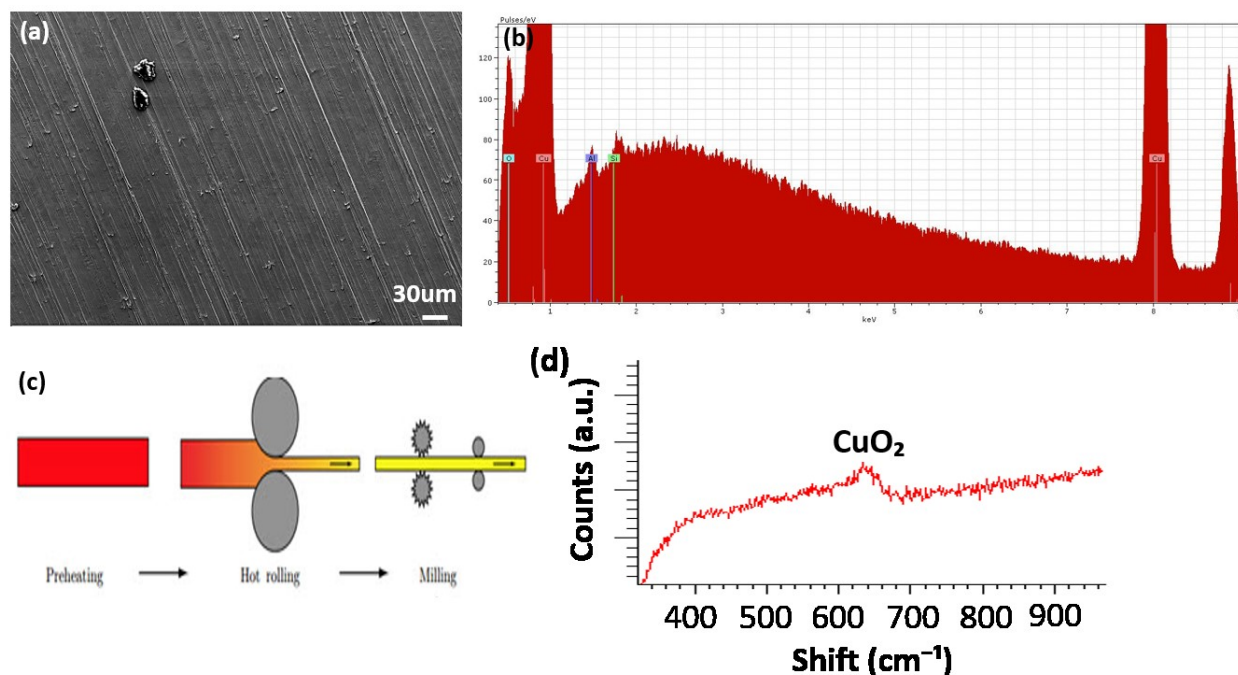 (a)
30um
Pulses/eV
(b)
120
100
80
60
40
20
0
O
Cu
Al
Si
Cu
1
2
3
4
5
6
7
8
keV
(c)
Preheating
Hot rolling
Milling
(d)
CuO₂
Counts (a.u.)
400 500 600 700 800 900
Shift (cm⁻¹)